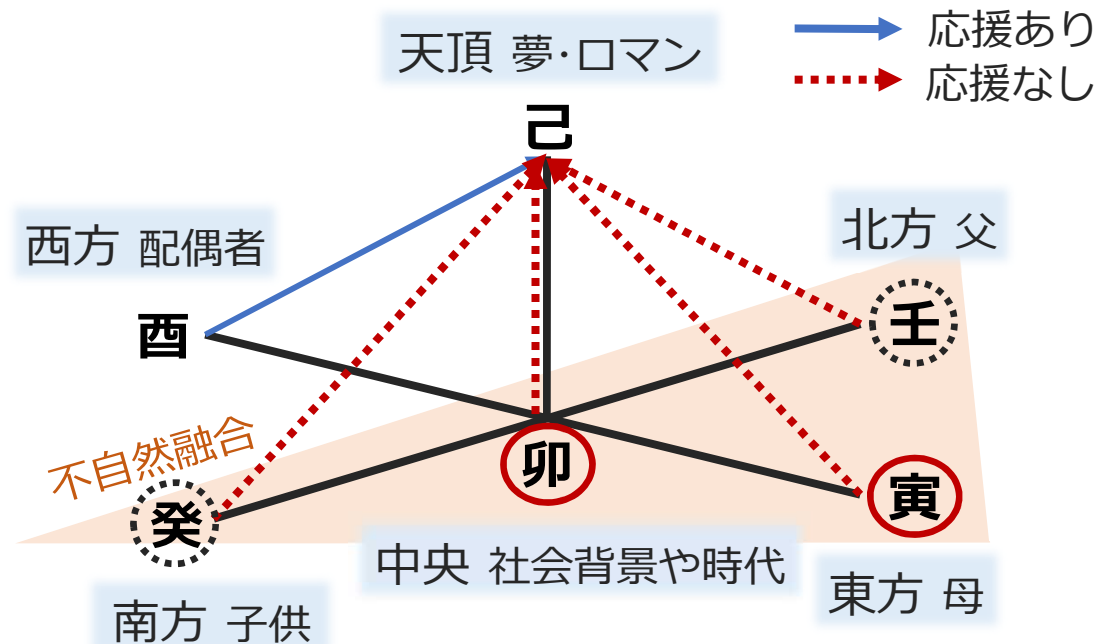 応援あり
応援なし
天頂 夢・ロマン
己
西方 配偶者
北方 父
酉
壬
不自然融合
卯
癸
寅
中央 社会背景や時代
東方 母
南方 子供